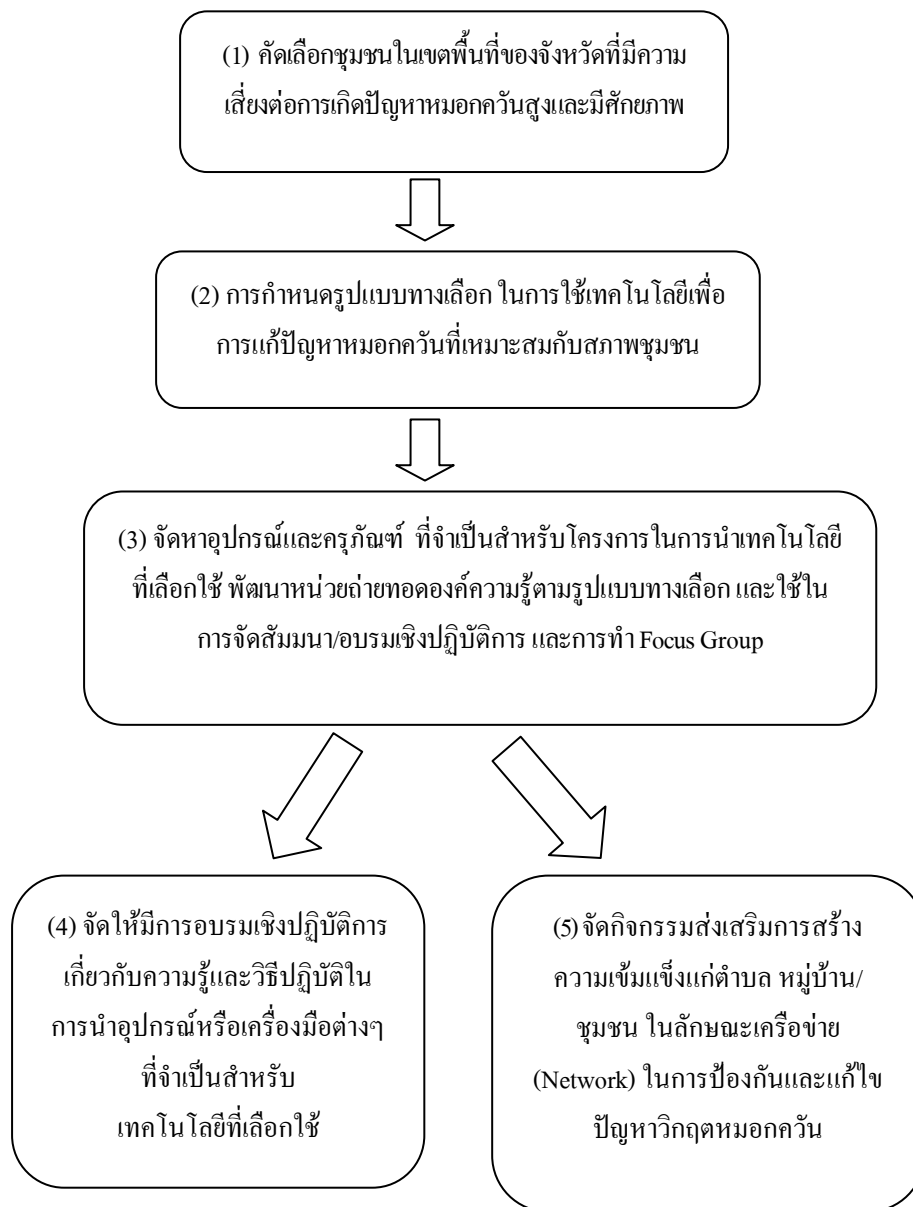 (1) คัดเลือกชุมชนในเขตพื้นที่ของจังหวัดที่มีความ
เสี่ยงต่อการเกิดปัญหาหมอกควันสูงและมีศักยภาพ
(2) การกำหนดรูปแบบทางเลือก ในการใช้เทคโนโลยีเพื่อ
การแก้ปัญหาหมอกควันที่เหมาะสมกับสภาพชุมชน
(3) จัดหาอุปกรณ์และครุภัณฑ์ ที่จำเป็นสำหรับโครงการในการนำเทคโนโลยี
ที่เลือกใช้ พัฒนาหน่วยถ่ายทอดองค์ความรู้ตามรูปแบบทางเลือก และใช้ใน
การจัดสัมมนา/อบรมเชิงปฏิบัติการ และการทำ Focus Group
(4) จัดให้มีการอบรมเชิงปฏิบัติการ
เกี่ยวกับความรู้และวิธีปฏิบัติใน
การนำอุปกรณ์หรือเครื่องมือต่างๆ
ที่จำเป็นสำหรับ
เทคโนโลยีที่เลือกใช้
(5) จัดกิจกรรมส่งเสริมการสร้าง
ความเข้มแข็งแก่ตำบล หมู่บ้าน/
ชุมชน ในลักษณะเครือข่าย
(Network) ในการป้องกันและแก้ไข
ปัญหาวิกฤตหมอกควัน